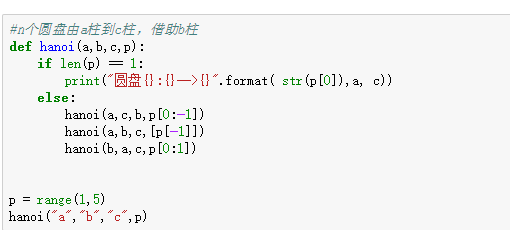 #n个圆盘由a柱到c柱，借助b柱
def hanoi(a,b,c,p):
    if len(p) == 1:
        print("圆盘{}:{}—>{}".format( str(p[0]),a, c))
    else:
        hanoi(a,c,b,p[0:-1])
        hanoi(a,b,c,[p[-1]])
        hanoi(b,a,c,p[0:1])
p = range(1,5)
hanoi("a","b","c",p)